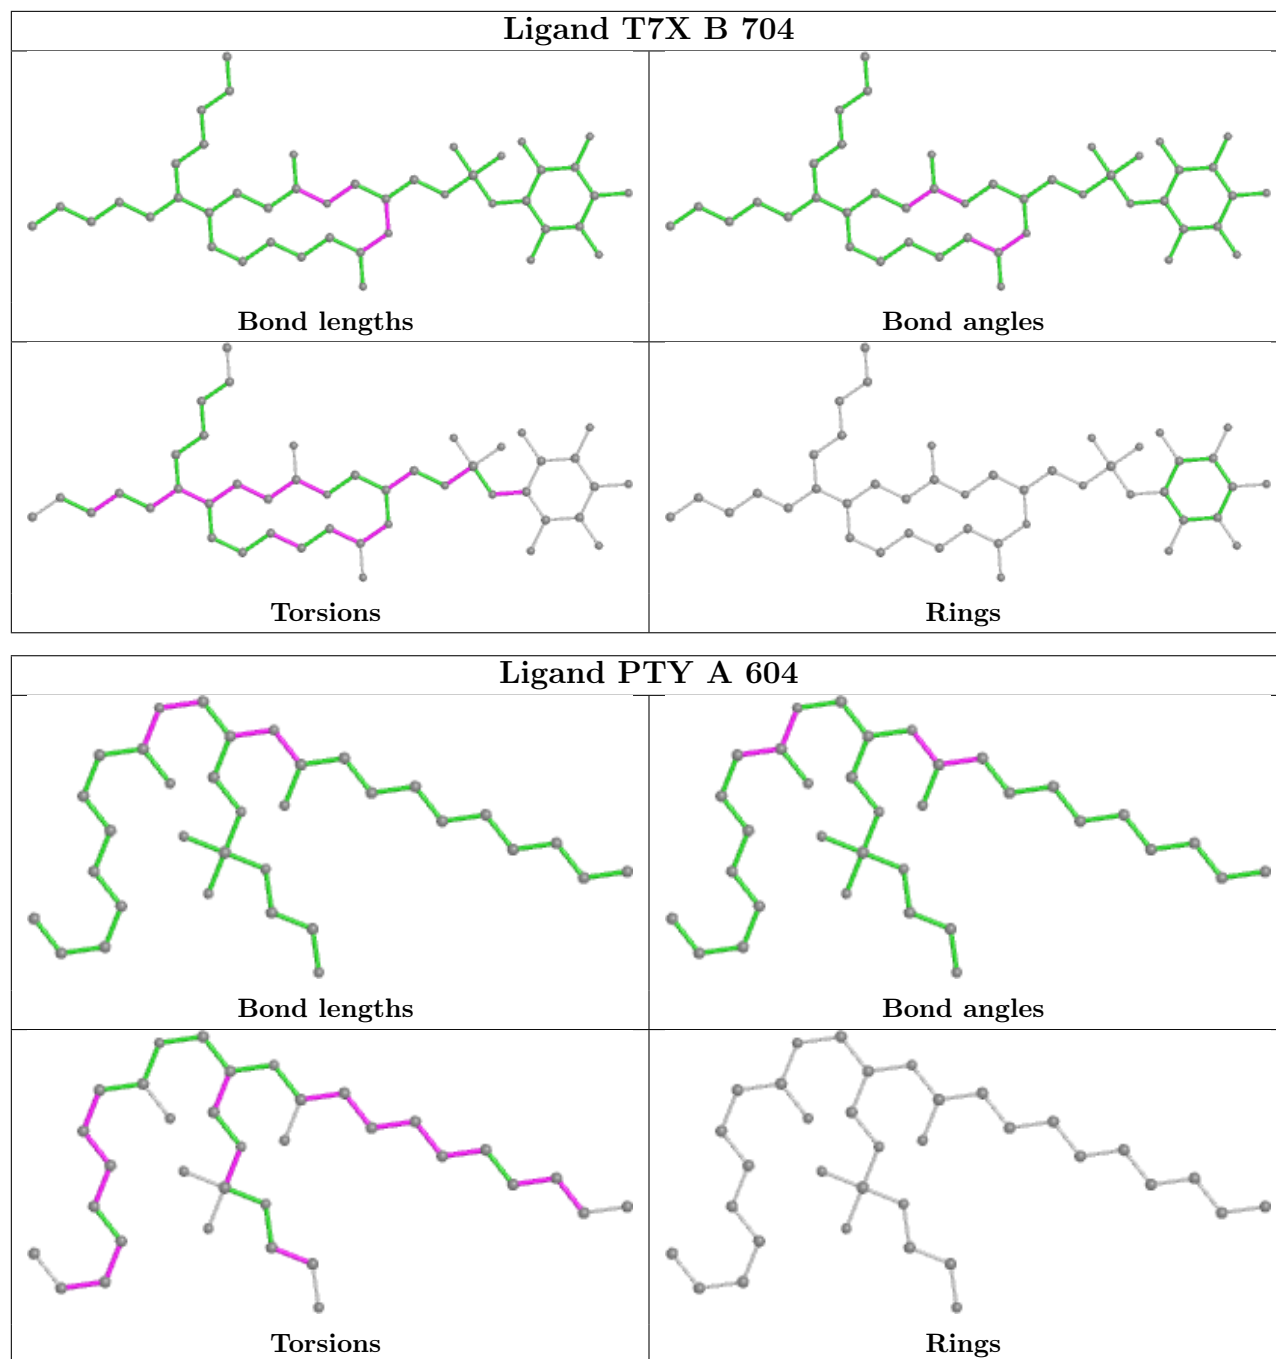 Ligand T7X B 704
Bond lengths
Bond angles
Torsions
Rings
Ligand PTY A 604
Bond lengths
Bond angles
Torsions
Rings